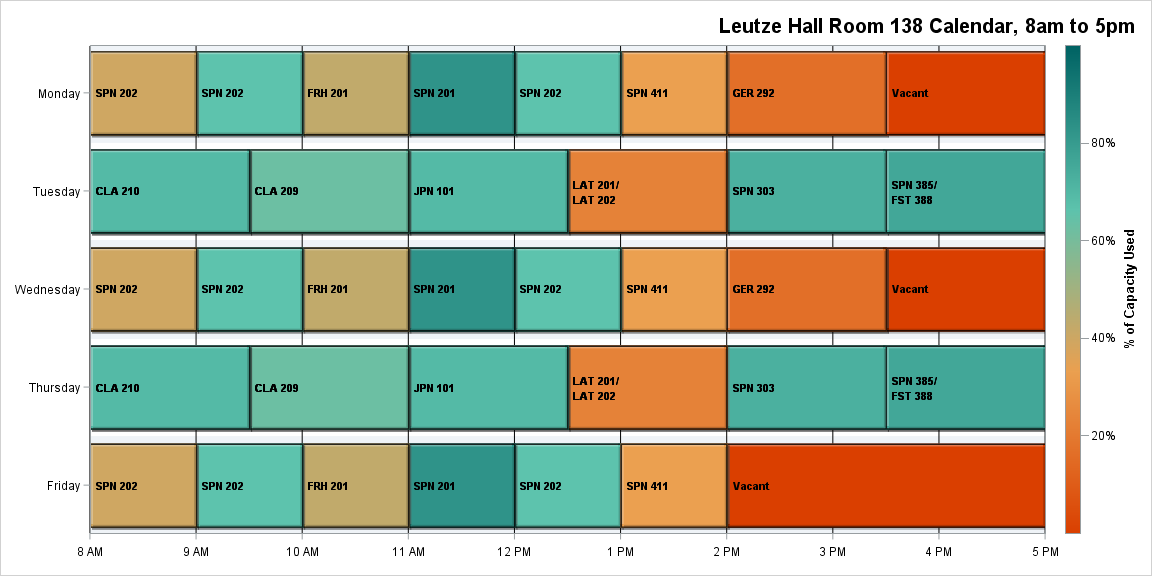 Leutze Hall Room 138 Calendar, 8am to 5pm
Monday
SPN 202
SPN 202
FRH 201
SPN 201
SPN 202
SPN 411
GER 292
Vacant
Tuesday
CLA 210
CLA 209
JPN 101
LAT 201/
LAT 202
SPN 303
SPN 385/
FST 388
Wednesday
SPN 202
SPN 202
FRH 201
SPN 201
SPN 202
SPN 411
GER 292
Vacant
Thursday
CLA 210
CLA 209
JPN 101
LAT 201/
LAT 202
SPN 303
SPN 385/
FST 388
Friday
SPN 202
SPN 202
FRH 201
SPN 201
SPN 202
SPN 411
Vacant
8 AM
9 AM
10 AM
11 AM
12 PM
1 PM
2 PM
3 PM
4 PM
5 PM
80%
60%
40%
20%
% of Capacity Used